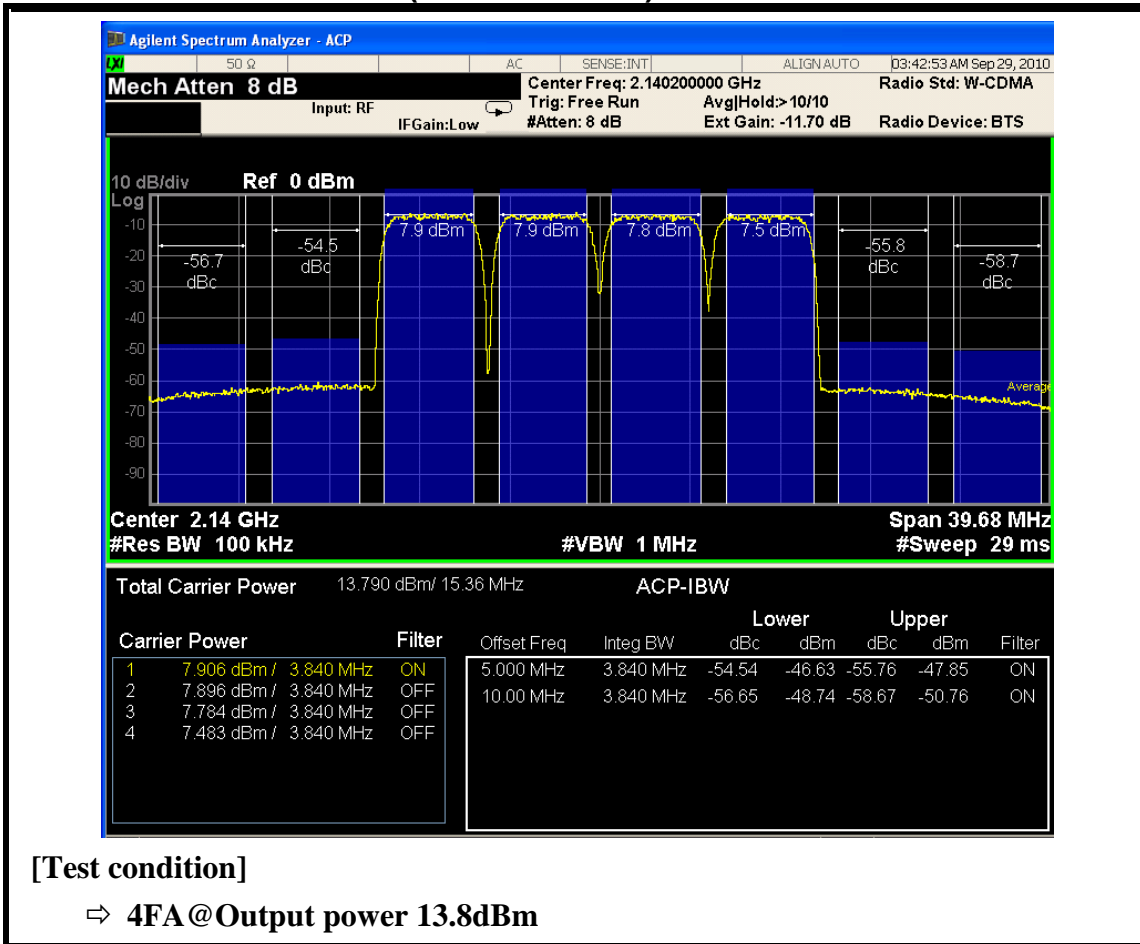 Agilent Spectrum Analyzer - ACP
LXI 50 Ω AC SENSE:INT ALIGN AUTO 03:42:53 AM Sep 29, 2010
Mech Atten 8 dB Center Freq: 2.140200000 GHz Radio Std: W-CDMA
Input: RF Trig: Free Run Avg|Hold:> 10/10
IFGain:Low #Atten: 8 dB Ext Gain: -11.70 dB Radio Device: BTS
10 dB/div Ref 0 dBm
Log
-10
-20
-30
-40
-50
-60
-70
-80
-90
-56.7 dBc
-54.5 dBc
7.9 dBm
7.9 dBm
7.8 dBm
7.5 dBm
-55.8 dBc
-58.7 dBc
Average
Center 2.14 GHz Span 39.68 MHz
#Res BW 100 kHz #VBW 1 MHz #Sweep 29 ms
Total Carrier Power 13.790 dBm/ 15.36 MHz ACP-IBW
Lower Upper
Carrier Power Filter Offset Freq Integ BW dBc dBm dBc dBm Filter
1 7.906 dBm / 3.840 MHz ON 5.000 MHz 3.840 MHz -54.54 -46.63 -55.76 -47.85 ON
2 7.896 dBm / 3.840 MHz OFF 10.00 MHz 3.840 MHz -56.65 -48.74 -58.67 -50.76 ON
3 7.784 dBm / 3.840 MHz OFF
4 7.483 dBm / 3.840 MHz OFF
[Test condition]
⇨ 4FA@Output power 13.8dBm